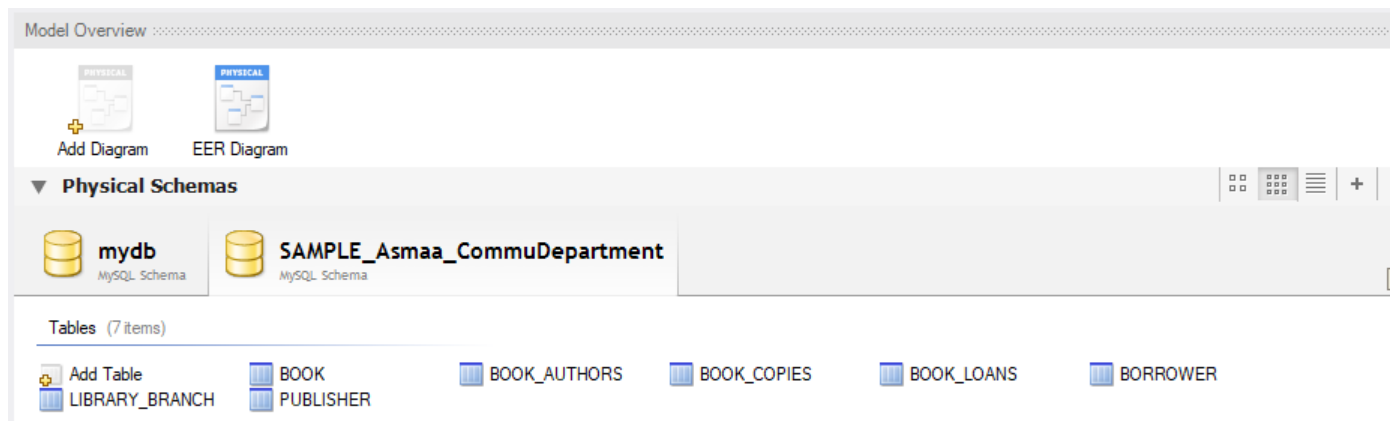 Model Overview
PHYSICAL PHYSICAL
Add Diagram EER Diagram
Physical Schemas
mydb SAMPLE_Asmaa_CommuDepartment
MySQL Schema MySQL Schema
Tables (7 items)
Add Table BOOK BOOK_AUTHORS BOOK_COPIES BOOK_LOANS BORROWER
LIBRARY_BRANCH PUBLISHER